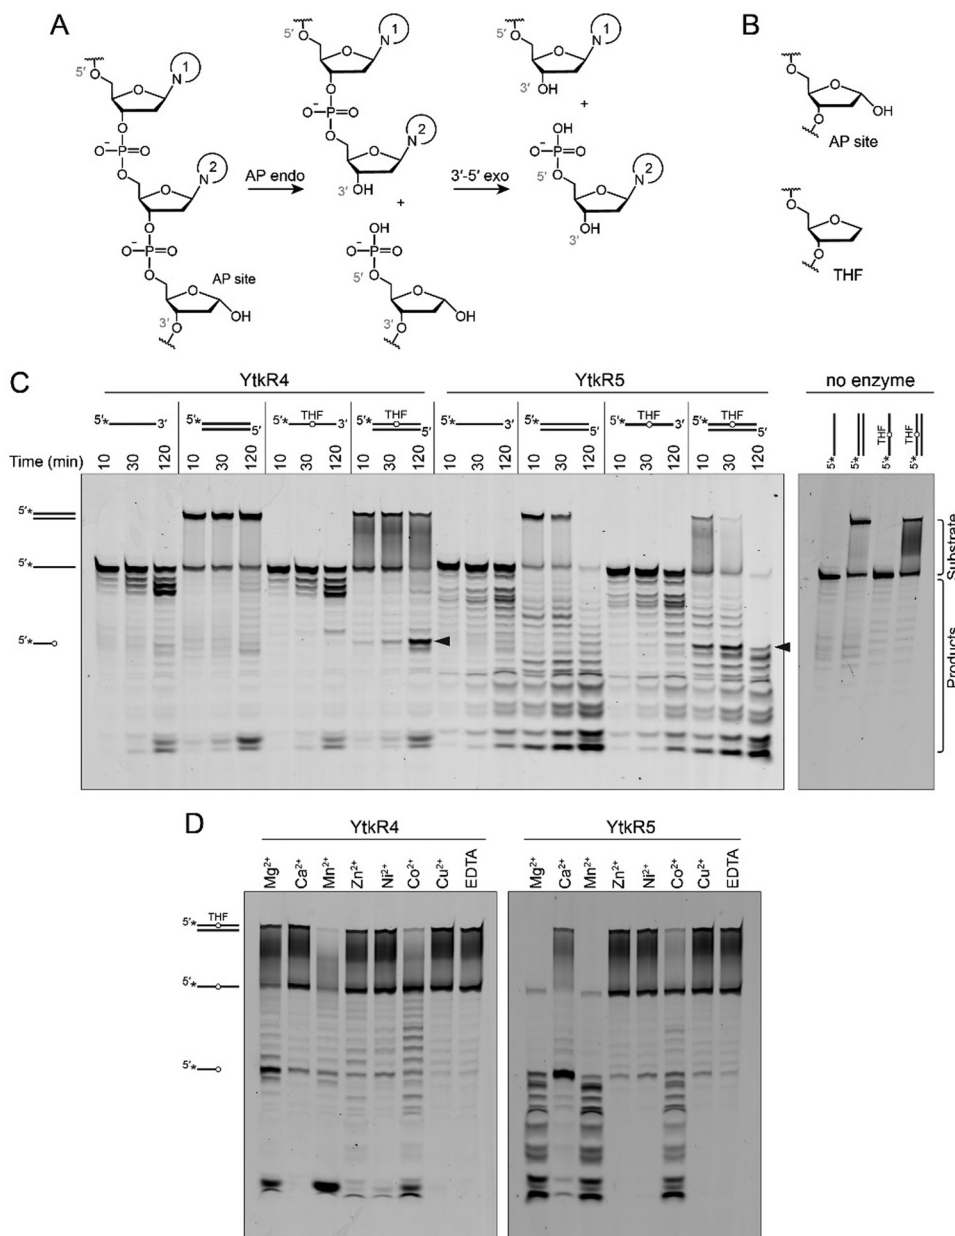 A
B
5′
O
O
N
1
O
O⁻–P=O
O
O
N
2
O
O⁻–P=O
O
AP site
O
OH
3′
O
AP endo
5′
O
O
N
1
O
O⁻–P=O
O
O
N
2
3′
OH
+
OH
O⁻–P=O
5′
O
O
OH
3′
O
3′-5′ exo
5′
O
O
N
1
3′
OH
+
OH
O⁻–P=O
5′
O
O
N
2
OH
3′
O
O
O
OH
AP site
O
O
O
THF
C
YtkR4
YtkR5
no enzyme
5′* 3′
5′* 5′
5′* THF 3′
5′* THF 5′
5′* 3′
5′* 5′
5′* THF 3′
5′* THF 5′
5′*
5′*
5′* THF
5′* THF
Time (min)
10 30 120 10 30 120 10 30 120 10 30 120 10 30 120 10 30 120 10 30 120 10 30 120
5′*
5′*
5′*
Substrate
Products
D
YtkR4
YtkR5
Mg²⁺ Ca²⁺ Mn²⁺ Zn²⁺ Ni²⁺ Co²⁺ Cu²⁺ EDTA
Mg²⁺ Ca²⁺ Mn²⁺ Zn²⁺ Ni²⁺ Co²⁺ Cu²⁺ EDTA
5′* THF
5′*
5′*